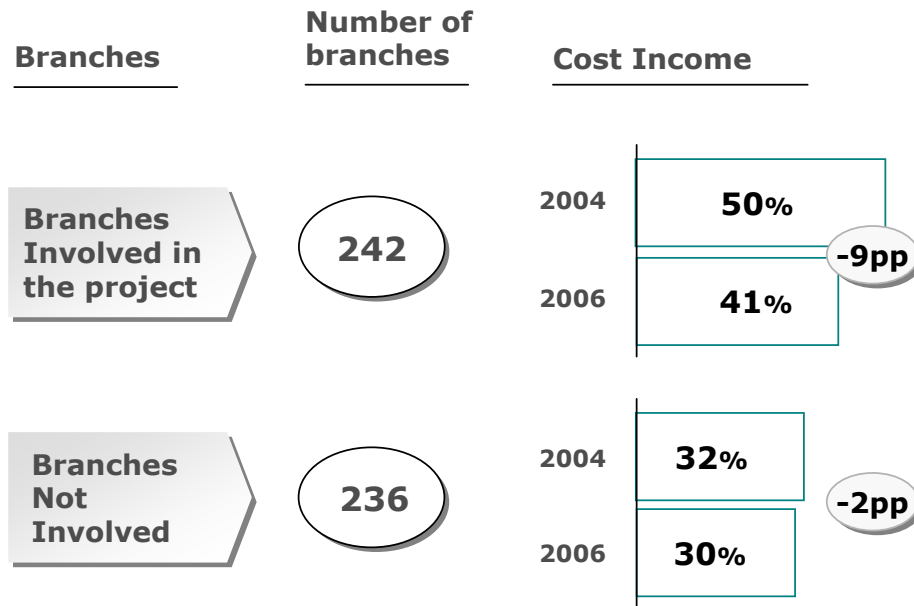 Branches
Number of
branches
Cost Income
Branches
Involved in
the project
242
2004
50%
2006
41%
-9pp
Branches
Not
Involved
236
2004
32%
2006
30%
-2pp